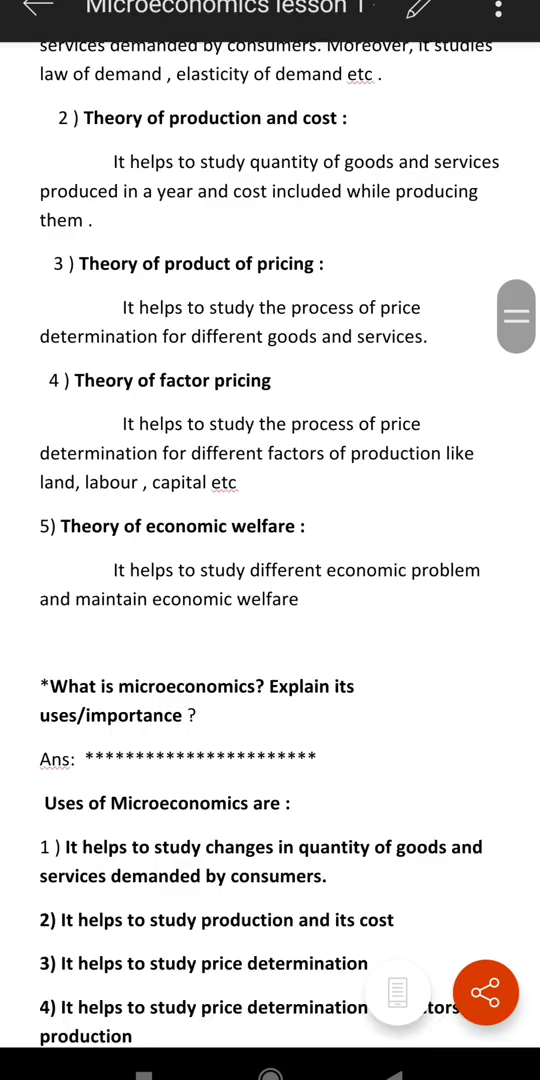 Microeconomics lesson 1
services demanded by consumers. Moreover, it studies
law of demand , elasticity of demand etc .
2 ) Theory of production and cost :
It helps to study quantity of goods and services
produced in a year and cost included while producing
them .
3 ) Theory of product of pricing :
It helps to study the process of price
determination for different goods and services.
4 ) Theory of factor pricing
It helps to study the process of price
determination for different factors of production like
land, labour , capital etc
5) Theory of economic welfare :
It helps to study different economic problem
and maintain economic welfare
*What is microeconomics? Explain its
uses/importance ?
Ans: ***********************
Uses of Microeconomics are :
1 ) It helps to study changes in quantity of goods and
services demanded by consumers.
2) It helps to study production and its cost
3) It helps to study price determination
4) It helps to study price determination
production